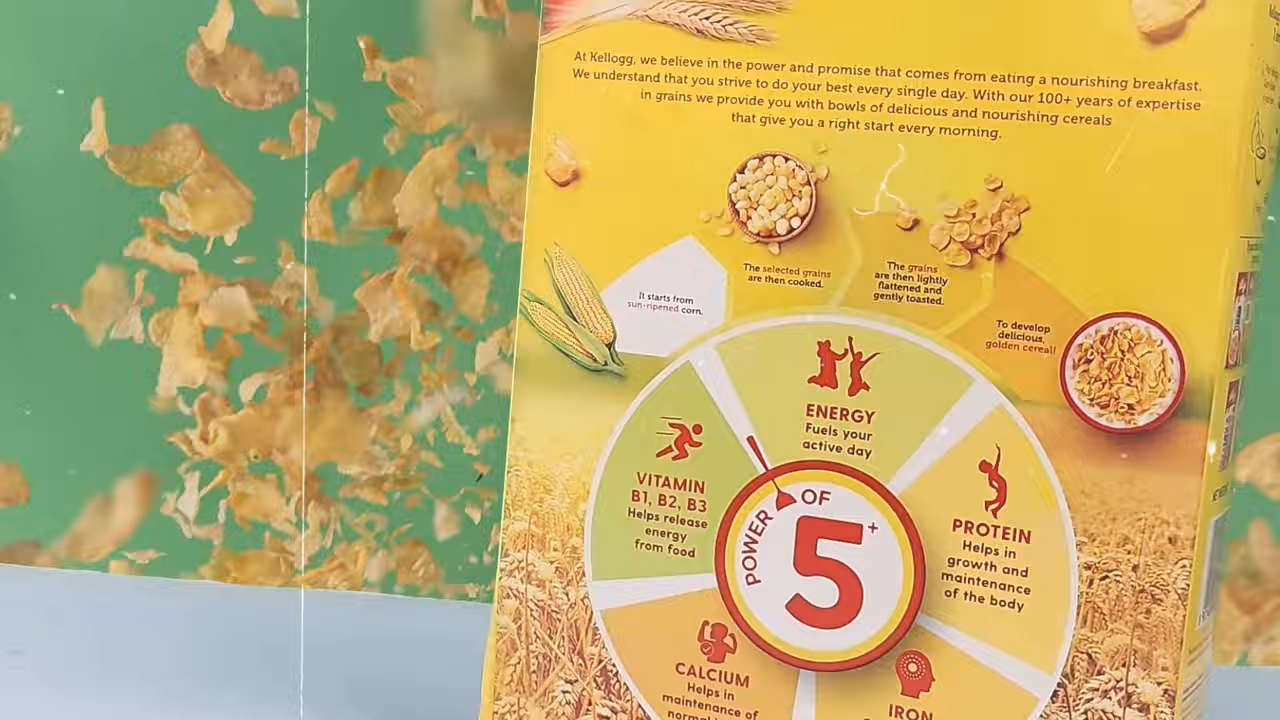 At Kellogg, we believe in the power and promise that comes from eating a nourishing breakfast.
We understand that you strive to do your best every single day. With our 100+ years of expertise
in grains we provide you with bowls of delicious and nourishing cereals
that give you a right start every morning.
It starts from
sun-ripened corn.
The selected grains
are then cooked.
The grains
are then lightly
flattened and
gently toasted.
To develop
delicious,
golden cereal!
ENERGY
Fuels your
active day
VITAMIN
B1, B2, B3
Helps release
energy
from food
PROTEIN
Helps in
growth and
maintenance
of the body
POWER OF
5+
CALCIUM
Helps in
maintenance of
IRON